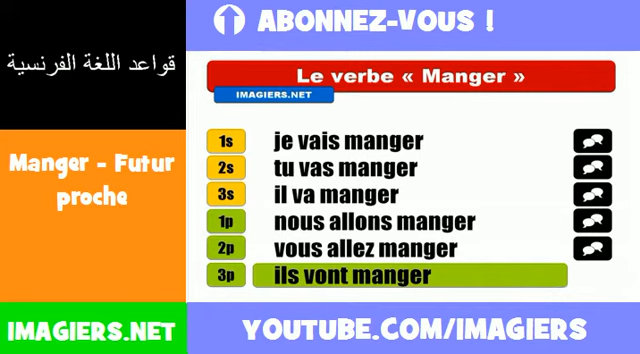 قواعد اللغة الفرنسية
Manger - Futur
proche
IMAGIERS.NET
ABONNEZ-VOUS !
Le verbe « Manger »
IMAGIERS.NET
1s je vais manger
2s tu vas manger
3s il va manger
1p nous allons manger
2p vous allez manger
3p ils vont manger
YOUTUBE.COM/IMAGIERS